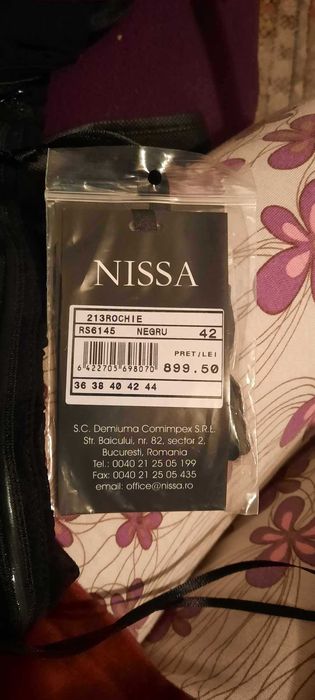 NISSA
213ROCHIE
RS6145 NEGRU 42
PRET/LEI
6 422703 698070 899.50
36 38 40 42 44
S.C. Demiuma Comimpex S.R.L.
Str. Baicului, nr. 82, sector 2,
Bucuresti, Romania
Tel.: 0040 21 25 05 199
Fax: 0040 21 25 05 435
email: office@nissa.ro